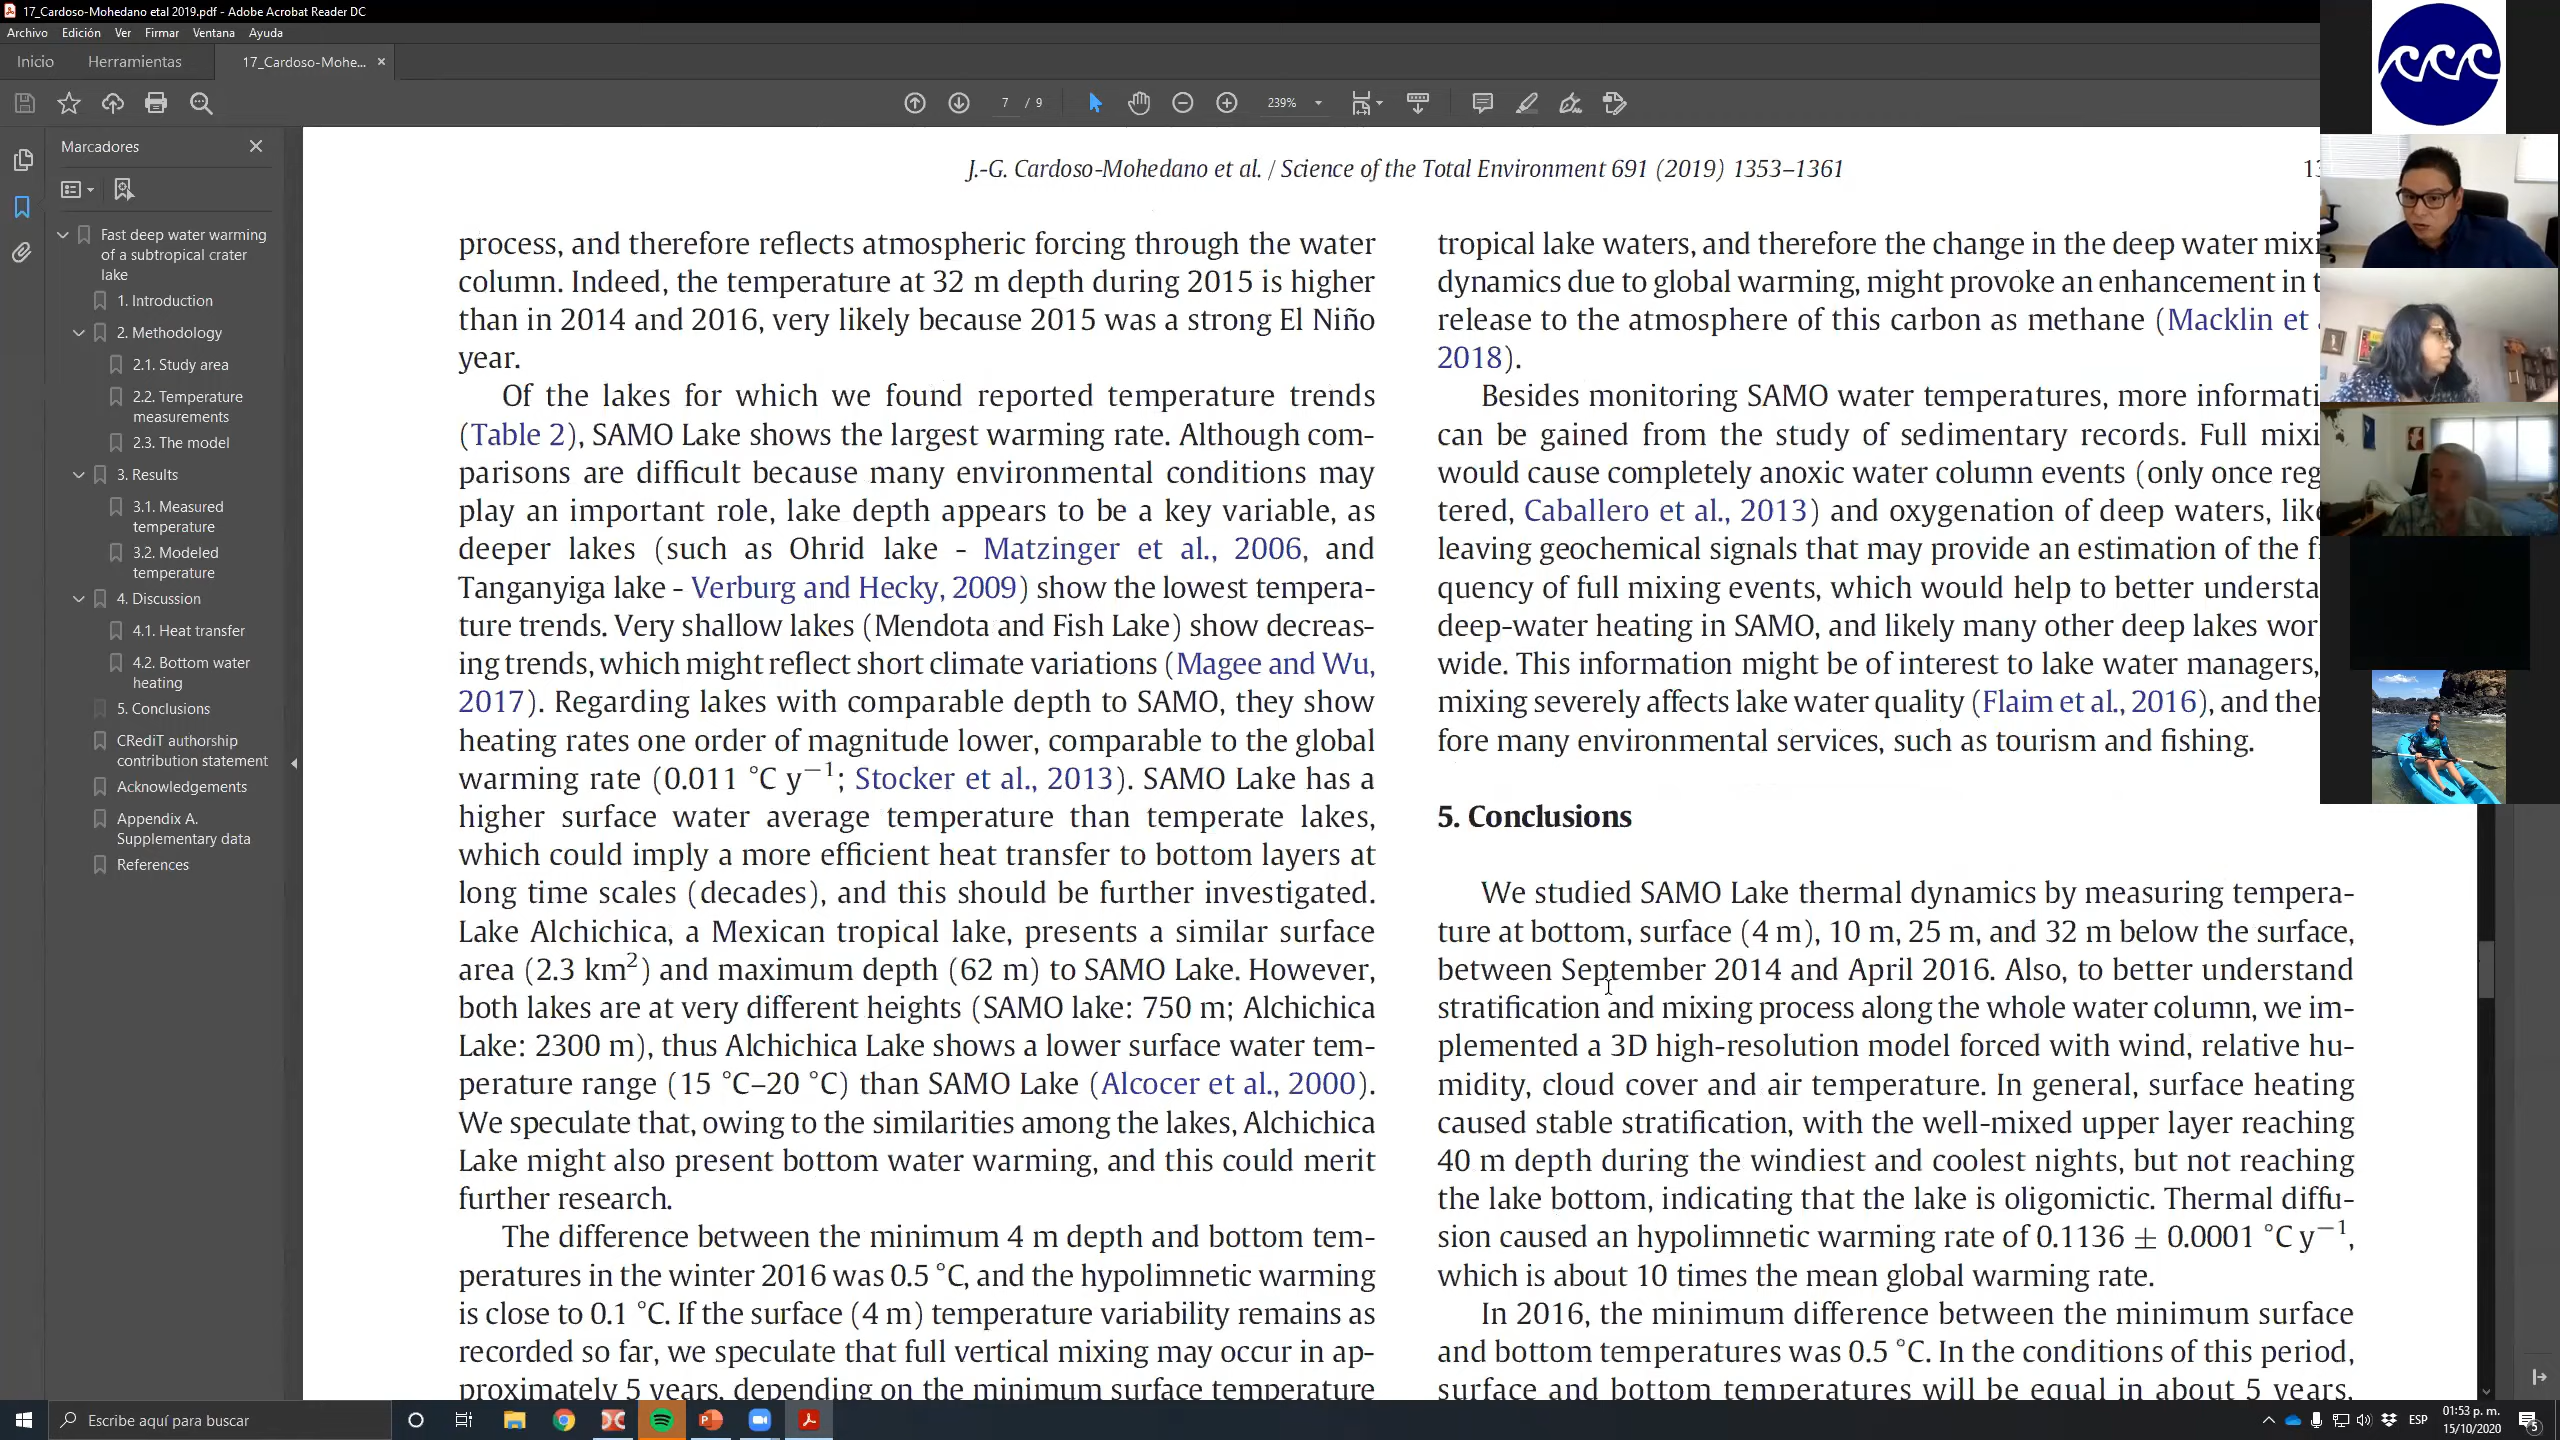 17_Cardoso-Mohedano etal 2019.pdf - Adobe Acrobat Reader DC
Archivo Edición Ver Firmar Ventana Ayuda
Inicio Herramientas 17_Cardoso-Mohe... ×
7 / 9 239%
Marcadores
Fast deep water warming
of a subtropical crater
lake
1. Introduction
2. Methodology
2.1. Study area
2.2. Temperature
measurements
2.3. The model
3. Results
3.1. Measured
temperature
3.2. Modeled
temperature
4. Discussion
4.1. Heat transfer
4.2. Bottom water
heating
5. Conclusions
CRediT authorship
contribution statement
Acknowledgements
Appendix A.
Supplementary data
References
J.-G. Cardoso-Mohedano et al. / Science of the Total Environment 691 (2019) 1353–1361
process, and therefore reflects atmospheric forcing through the water
column. Indeed, the temperature at 32 m depth during 2015 is higher
than in 2014 and 2016, very likely because 2015 was a strong El Niño
year.
Of the lakes for which we found reported temperature trends
(Table 2), SAMO Lake shows the largest warming rate. Although com-
parisons are difficult because many environmental conditions may
play an important role, lake depth appears to be a key variable, as
deeper lakes (such as Ohrid lake - Matzinger et al., 2006, and
Tanganyiga lake - Verburg and Hecky, 2009) show the lowest tempera-
ture trends. Very shallow lakes (Mendota and Fish Lake) show decreas-
ing trends, which might reflect short climate variations (Magee and Wu,
2017). Regarding lakes with comparable depth to SAMO, they show
heating rates one order of magnitude lower, comparable to the global
warming rate (0.011 °C y−1; Stocker et al., 2013). SAMO Lake has a
higher surface water average temperature than temperate lakes,
which could imply a more efficient heat transfer to bottom layers at
long time scales (decades), and this should be further investigated.
Lake Alchichica, a Mexican tropical lake, presents a similar surface
area (2.3 km2) and maximum depth (62 m) to SAMO Lake. However,
both lakes are at very different heights (SAMO lake: 750 m; Alchichica
Lake: 2300 m), thus Alchichica Lake shows a lower surface water tem-
perature range (15 °C–20 °C) than SAMO Lake (Alcocer et al., 2000).
We speculate that, owing to the similarities among the lakes, Alchichica
Lake might also present bottom water warming, and this could merit
further research.
The difference between the minimum 4 m depth and bottom tem-
peratures in the winter 2016 was 0.5 °C, and the hypolimnetic warming
is close to 0.1 °C. If the surface (4 m) temperature variability remains as
recorded so far, we speculate that full vertical mixing may occur in ap-
proximately 5 years, depending on the minimum surface temperature
tropical lake waters, and therefore the change in the deep water mixi
dynamics due to global warming, might provoke an enhancement in t
release to the atmosphere of this carbon as methane (Macklin et
2018).
Besides monitoring SAMO water temperatures, more informati
can be gained from the study of sedimentary records. Full mixi
would cause completely anoxic water column events (only once reg
tered, Caballero et al., 2013) and oxygenation of deep waters, like
leaving geochemical signals that may provide an estimation of the f
quency of full mixing events, which would help to better understa
deep-water heating in SAMO, and likely many other deep lakes wor
wide. This information might be of interest to lake water managers,
mixing severely affects lake water quality (Flaim et al., 2016), and the
fore many environmental services, such as tourism and fishing.
5. Conclusions
We studied SAMO Lake thermal dynamics by measuring tempera-
ture at bottom, surface (4 m), 10 m, 25 m, and 32 m below the surface,
between September 2014 and April 2016. Also, to better understand
stratification and mixing process along the whole water column, we im-
plemented a 3D high-resolution model forced with wind, relative hu-
midity, cloud cover and air temperature. In general, surface heating
caused stable stratification, with the well-mixed upper layer reaching
40 m depth during the windiest and coolest nights, but not reaching
the lake bottom, indicating that the lake is oligomictic. Thermal diffu-
sion caused an hypolimnetic warming rate of 0.1136 ± 0.0001 °C y−1,
which is about 10 times the mean global warming rate.
In 2016, the minimum difference between the minimum surface
and bottom temperatures was 0.5 °C. In the conditions of this period,
surface and bottom temperatures will be equal in about 5 years.
Escribe aquí para buscar
ESP
01:53 p. m.
15/10/2020
5